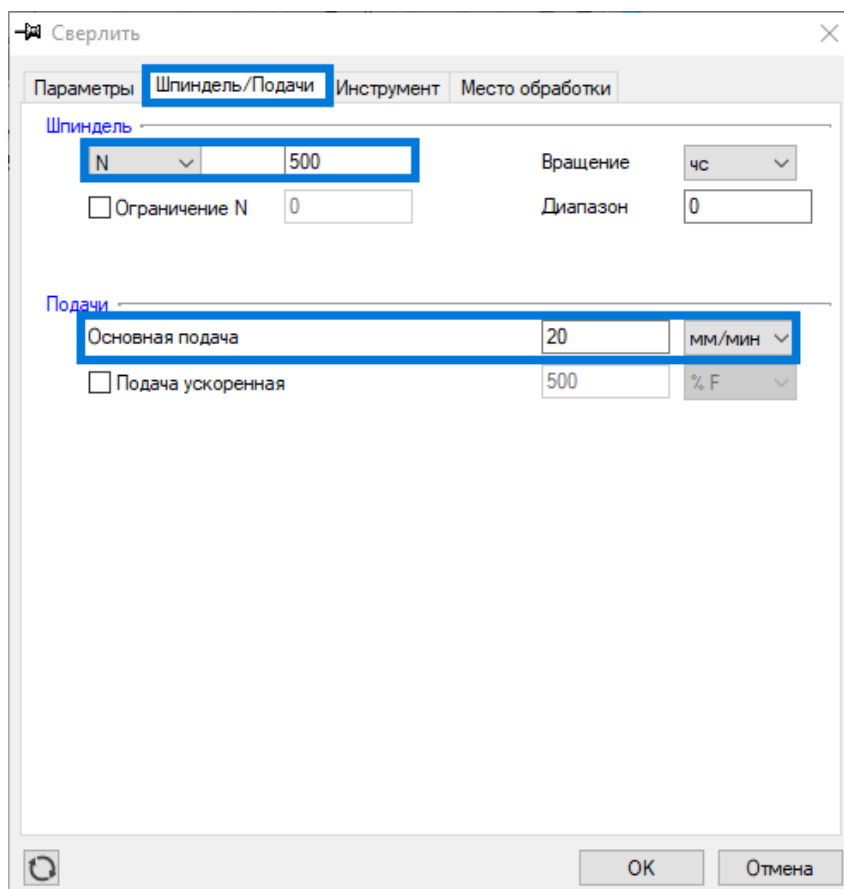 Сверлить
Параметры Шпиндель/Подачи Инструмент Место обработки
Шпиндель
N 500 Вращение чс
Ограничение N 0 Диапазон 0
Подачи
Основная подача 20 мм/мин
Подача ускоренная 500 % F
OK Отмена